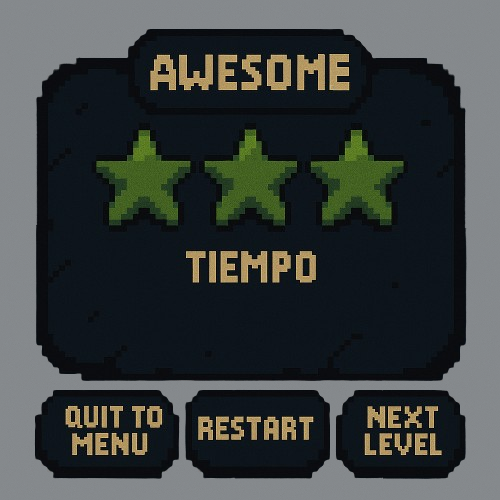 AWESOME
TIEMPO
QUIT TO
MENU
RESTART
NEXT
LEVEL